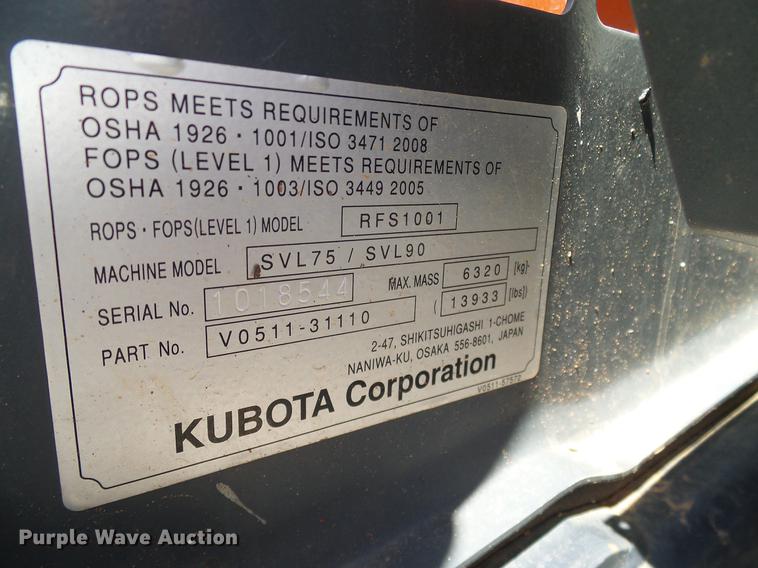 ROPS MEETS REQUIREMENTS OF
OSHA 1926 · 1001/ISO 3471 2008
FOPS (LEVEL 1) MEETS REQUIREMENTS OF
OSHA 1926 · 1003/ISO 3449 2005
ROPS · FOPS(LEVEL 1) MODEL RFS1001
MACHINE MODEL SVL75 / SVL90
SERIAL No. 1018544 MAX. MASS 6320 [kg]
( 13933 [lbs])
PART No. V0511-31110
2-47, SHIKITSUHIGASHI 1-CHOME
NANIWA-KU, OSAKA 556-8601, JAPAN
KUBOTA Corporation
V0511-57572
Purple Wave Auction®